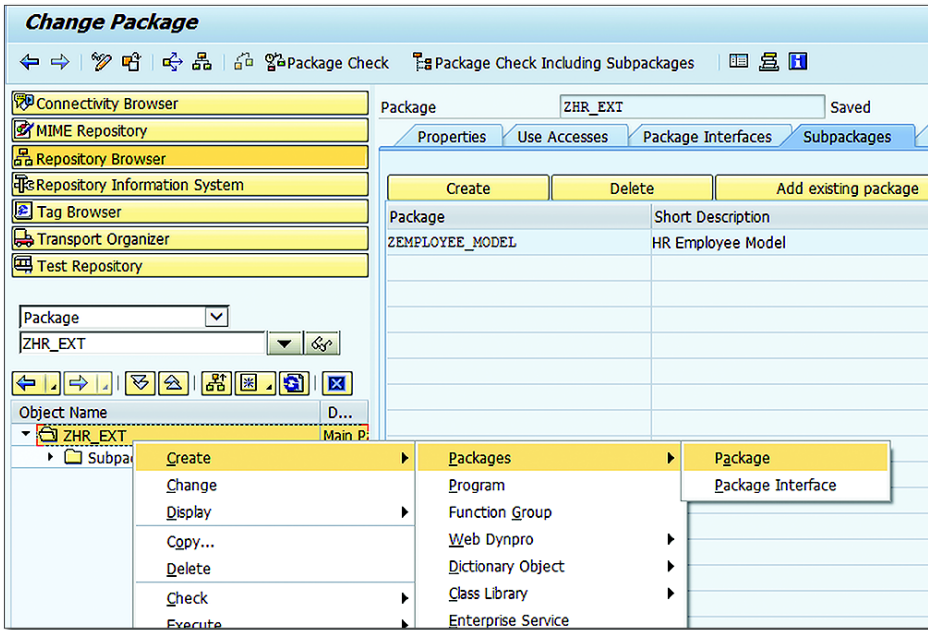 Change Package
Package Check Package Check Including Subpackages
Connectivity Browser
MIME Repository
Repository Browser
Repository Information System
Tag Browser
Transport Organizer
Test Repository
Package
ZHR_EXT
Object Name D...
ZHR_EXT Main P
Subpa
Package ZHR_EXT Saved
Properties Use Accesses Package Interfaces Subpackages
Create Delete Add existing package
Package Short Description
ZEMPLOYEE_MODEL HR Employee Model
Create
Change
Display
Copy...
Delete
Check
Execute
Packages
Program
Function Group
Web Dynpro
Dictionary Object
Class Library
Enterprise Service
Package
Package Interface